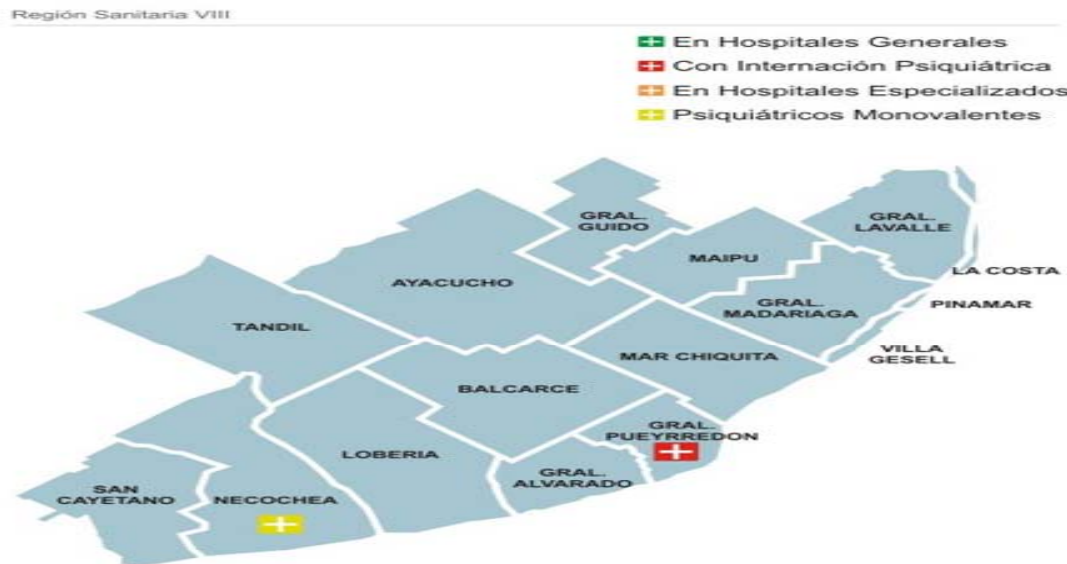 Región Sanitaria VIII
En Hospitales Generales
Con Internación Psiquiátrica
En Hospitales Especializados
Psiquiátricos Monovalentes
GRAL.
GUIDO
GRAL.
LAVALLE
MAIPU
LA COSTA
AYACUCHO
PINAMAR
GRAL.
MADARIAGA
TANDIL
VILLA
GESELL
MAR CHIQUITA
BALCARCE
GRAL.
PUEYRREDON
LOBERIA
GRAL.
ALVARADO
SAN
CAYETANO
NECOCHEA